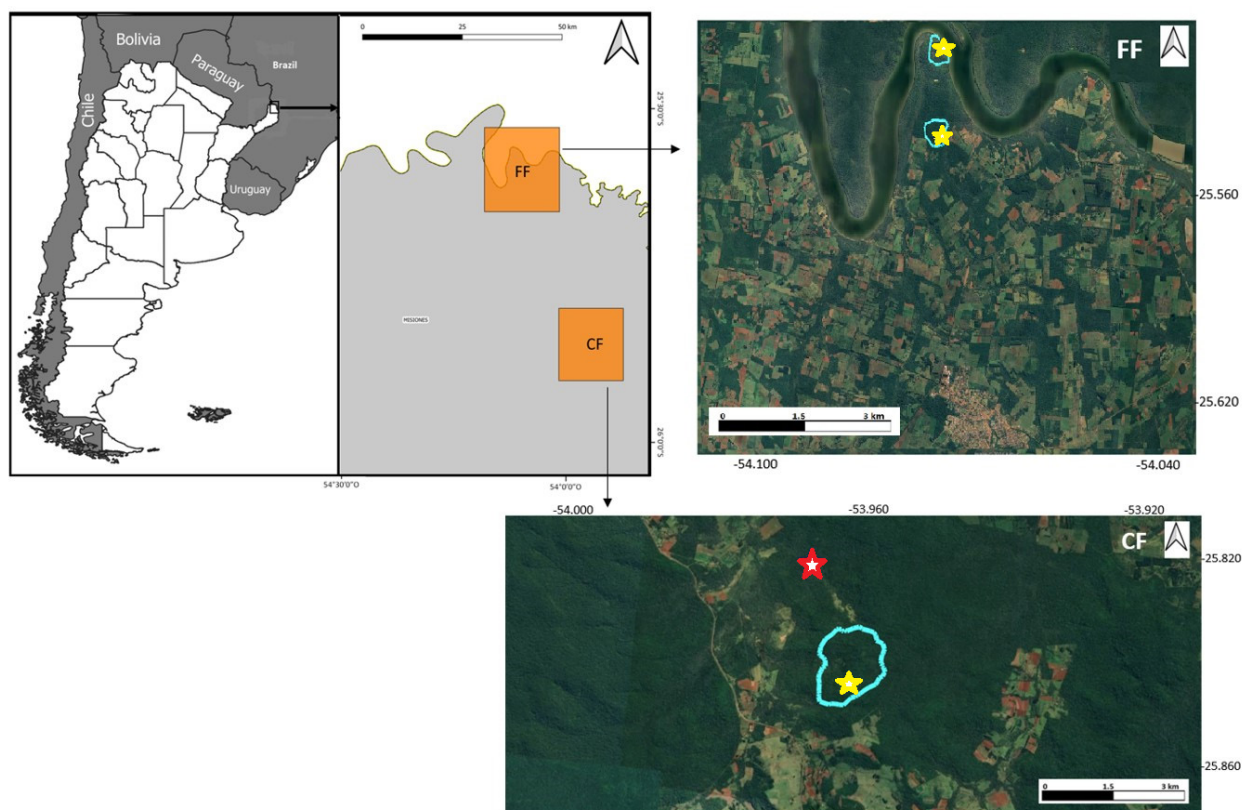 Bolivia
Paraguay
Brazil
Chile
Uruguay
0 25 50 km
25°30'0"S
FF
MISIONES
CF
26°0'0"S
54°30'0"O
54°0'0"O
FF
-25.560
-25.620
0 1.5 3 km
-54.100
-54.040
-54.000
-53.960
-53.920
CF
-25.820
-25.860
0 1.5 3 km